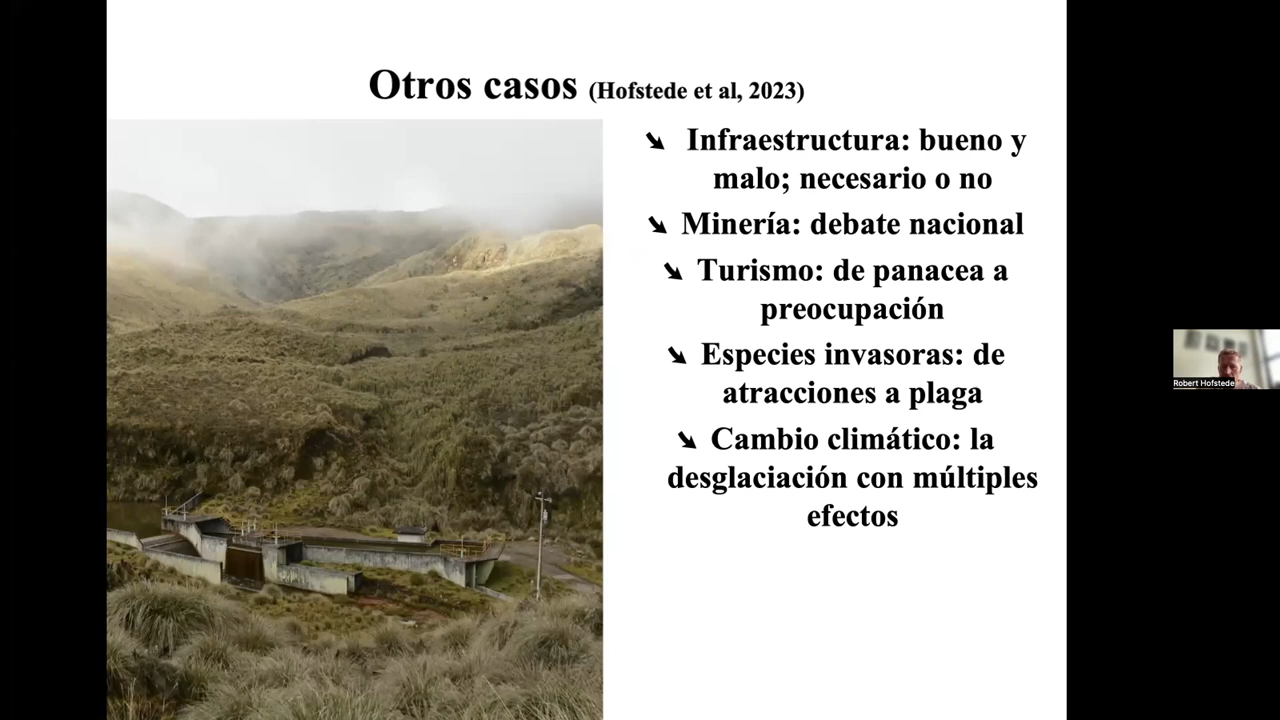 Otros casos (Hofstede et al, 2023)
Infraestructura: bueno y
malo; necesario o no
Minería: debate nacional
Turismo: de panacea a
preocupación
Especies invasoras: de
atracciones a plaga
Cambio climático: la
desglaciación con múltiples
efectos
Robert Hofstede